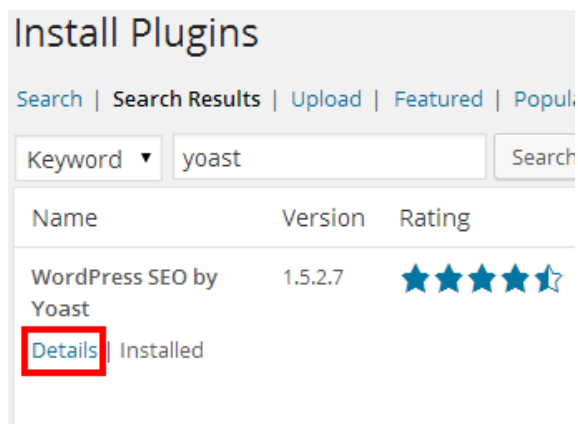 Install Plugins
Search | Search Results | Upload | Featured | Popula
Keyword yoast Search
Name Version Rating
WordPress SEO by 1.5.2.7
Yoast
Details | Installed